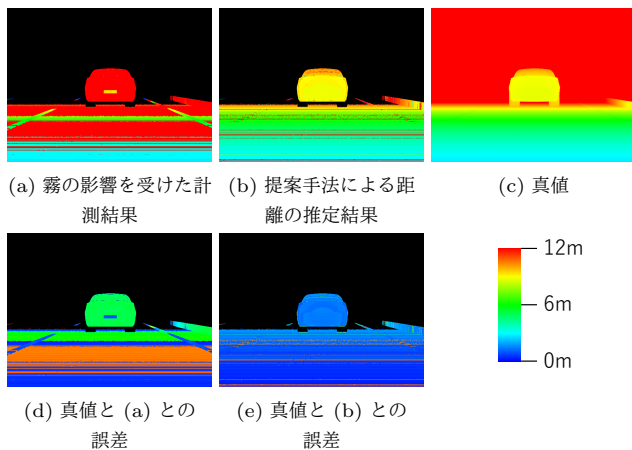 (a) 霧の影響を受けた計
測結果
(b) 提案手法による距
離の推定結果
(c) 真値
12m
6m
0m
(d) 真値と (a) との
誤差
(e) 真値と (b) との
誤差